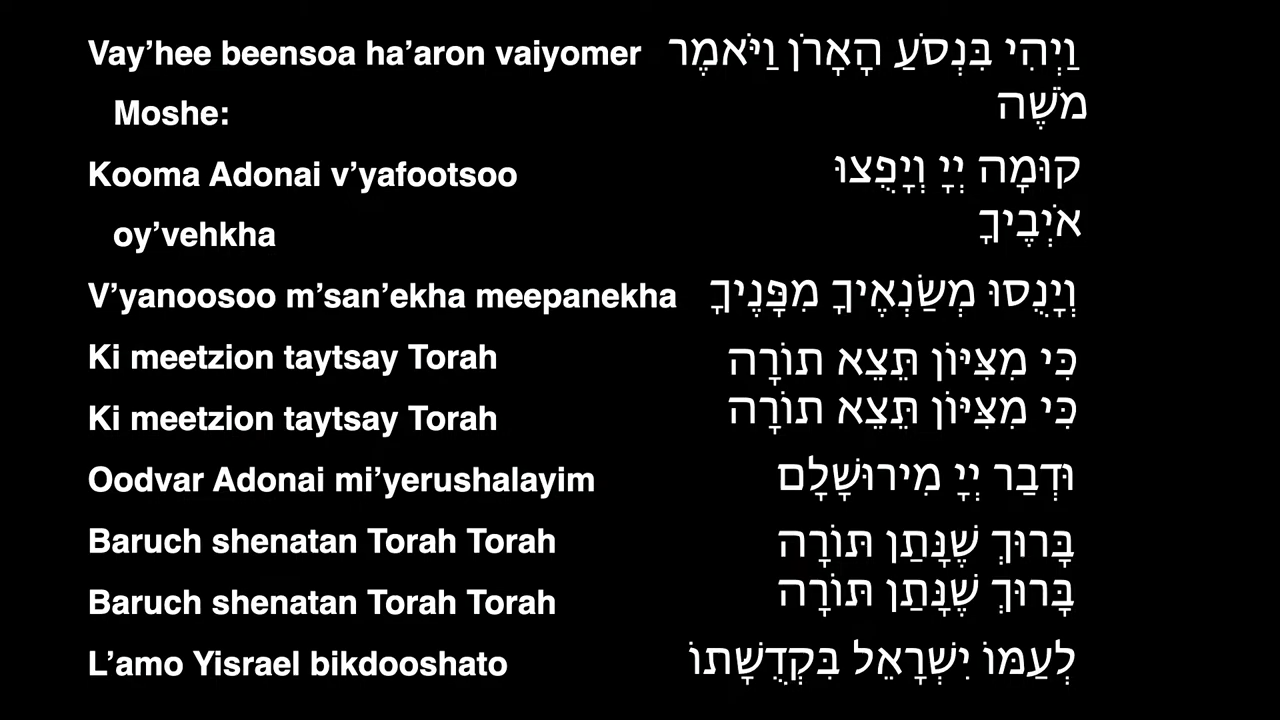 Vay’hee beensoa ha’aron vaiyomer וַיְהִי בִּנְסֹעַ הָאָרֹן וַיֹּאמֶר
Moshe: מֹשֶׁה
Kooma Adonai v’yafootsoo קוּמָה יְיָ וְיָפֻצוּ
oy’vehkha אֹיְבֶיךָ
V’yanoosoo m’san’ekha meepanekha וְיָנֻסוּ מְשַׂנְאֶיךָ מִפָּנֶיךָ
Ki meetzion taytsay Torah כִּי מִצִּיּוֹן תֵּצֵא תוֹרָה
Ki meetzion taytsay Torah כִּי מִצִּיּוֹן תֵּצֵא תוֹרָה
Oodvar Adonai mi’yerushalayim וּדְבַר יְיָ מִירוּשָׁלָם
Baruch shenatan Torah Torah בָּרוּךְ שֶׁנָּתַן תּוֹרָה
Baruch shenatan Torah Torah בָּרוּךְ שֶׁנָּתַן תּוֹרָה
L’amo Yisrael bikdooshato לְעַמּוֹ יִשְׂרָאֵל בִּקְדֻשָּׁתוֹ